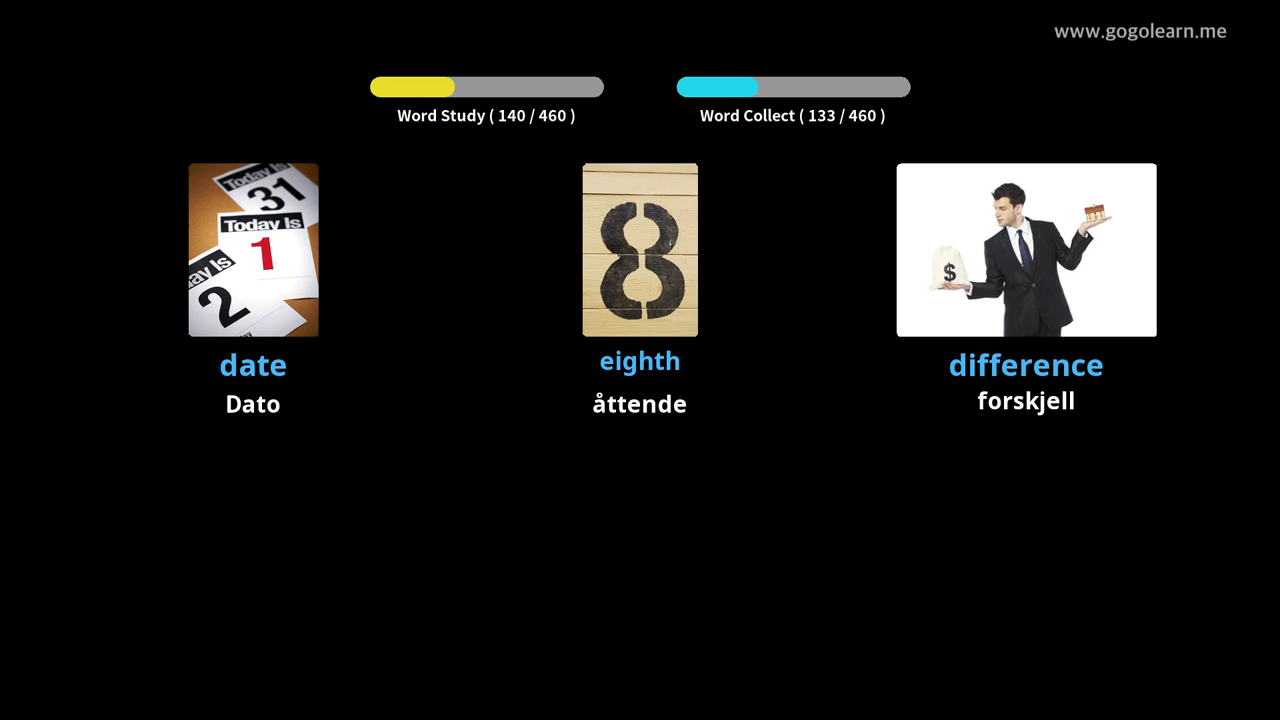 www.gogolearn.me
Word Study ( 140 / 460 )
Word Collect ( 133 / 460 )
Today Is
31
Today Is
1
Today Is
2
8
$
date
eighth
difference
Dato
åttende
forskjell